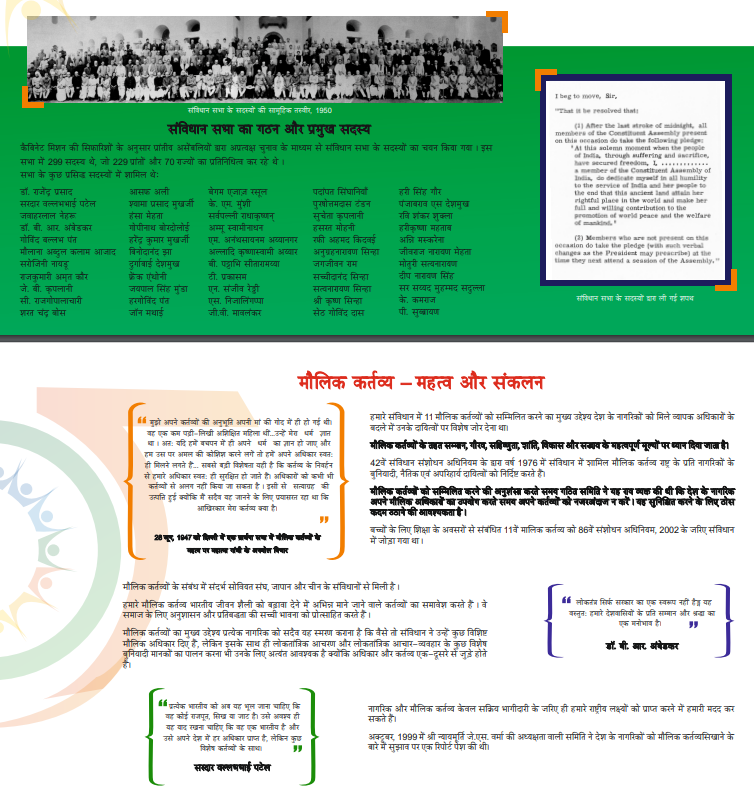 संविधान सभा के सदस्यों की सामूहिक तस्वीर, 1950
संविधान सभा का गठन और प्रमुख सदस्य
कैबिनेट मिशन की सिफारिशों के अनुसार प्रांतीय असेंबलियों द्वारा अप्रत्यक्ष चुनाव के माध्यम से संविधान सभा के सदस्यों का चयन किया गया । इस
सभा में 299 सदस्य थे, जो 229 प्रांतों और 70 राज्यों का प्रतिनिधित्व कर रहे थे ।
सभा के कुछ प्रसिद्ध सदस्यों में शामिल थे:
डॉ. राजेंद्र प्रसाद
सरदार वल्लभभाई पटेल
जवाहरलाल नेहरू
डॉ. बी. आर. अंबेडकर
गोविंद बल्लभ पंत
मौलाना अब्दुल कलाम आजाद
सरोजिनी नायडू
राजकुमारी अमृत कौर
जे. बी. कृपलानी
सी. राजगोपालाचारी
शरत चंद्र बोस
आसफ अली
श्यामा प्रसाद मुखर्जी
हंसा मेहता
गोपीनाथ बोरदोलोई
हरेंद्र कुमार मुखर्जी
बिनोदानंद झा
दुर्गाबाई देशमुख
फ्रेंक एंथोनी
जयपाल सिंह मुंडा
हरगोविंद पंत
जॉन मथाई
बेगम एजाज़ रसूल
के. एम. मुंशी
सर्वपल्ली राधाकृष्णन्
अम्मू स्वामीनाथन
एम. अनंथसायनम अय्यनगर
अल्लादि कृष्णास्वामी अय्यार
बी. पट्टाभि सीतारामय्या
टी. प्रकासम
एन. संजीव रेड्डी
एस. निजालिंगप्पा
जी.वी. मावलंकर
पदांपत सिंघानियाँ
पुरुषोत्तमदास टंडन
सुचेता कृपलानी
हसरत मोहनी
रफी अहमद किदवई
अनुग्रहनारायण सिन्हा
जगजीवन राम
सच्चीदानंद सिन्हा
सत्यनारायण सिन्हा
श्री कृष्ण सिन्हा
सेठ गोविंद दास
हरी सिंह गौर
पंजाबराव एस देशमुख
रवि शंकर शुक्ला
हरीकृष्णा महताब
अन्नि मस्करेना
जीवराज नारायण मेहता
मोतुरी सत्यनारायण
दीप नारायण सिंह
सर सय्यद मुहम्मद सदुल्ला
के. कमराज
पी. सुब्बायण
I beg to move, Sir,
"That it be resolved that:
(1) After the last stroke of midnight, all
members of the Constituent Assembly present
on this occasion do take the following pledge:
'At this solemn moment when the people
of India, through suffering and sacrifice,
have secured freedom, I, .............
a member of the Constituent Assembly of
India, do dedicate myself in all humility
to the service of India and her people to
the end that this ancient land attain her
rightful place in the world and make her
full and willing contribution to the
promotion of world peace and the welfare
of mankind.'
(2) Members who are not present on this
occasion do take the pledge (with such verbal
changes as the President may prescribe) at the
time they next attend a session of the Assembly."
संविधान सभा के सदस्यों द्वारा ली गई शपथ
मौलिक कर्तव्य – महत्व और संकलन
“ मुझे अपने कर्तव्यों की अनुभूति अपनी मां की गोद में ही हो गई थी।
वह एक कम पढ़ी-लिखी अशिक्षित महिला थीं...उन्हें मेरा धर्म ज्ञात
था । अत: यदि हमें बचपन में ही अपने धर्म का ज्ञान हो जाए और
हम उस पर अमल की कोशिश करने लगें तो हमें अपने अधिकार स्वत:
ही मिलने लगते हैं... सबसे बड़ी विशेषता यही है कि कर्तव्य के निवर्हन
से हमारे अधिकार स्वत: ही सुरक्षित हो जाते हैं। अधिकारों को कभी भी
कर्तव्यों से अलग नहीं किया जा सकता है । इसी से सत्याग्रह की
उत्पति हुई क्योंकि मैं सदैव यह जानने के लिए प्रयासरत रहा था कि
आखिरकार मेरा कर्तव्य क्या है।
”
28 जून, 1947 को दिल्ली में एक प्रार्थना सभा में मौलिक कर्तव्यों के
महत्व पर महात्मा गांधी के अनमोल विचार
हमारे संविधान में 11 मौलिक कर्तव्यों को सम्मिलित करने का मुख्य उद्देश्य देश के नागरिकों को मिले व्यापक अधिकारों के
बदले में उनके दायित्वों पर विशेष जोर देना था।
मौलिक कर्तव्यों के तहत सम्मान, गौरव, सहिष्णुता, शांति, विकास और सद्भाव के महत्वपूर्ण मूल्यों पर ध्यान दिया जाता है।
42वें संविधान संशोधन अधिनियम के द्वारा वर्ष 1976 में संविधान में शामिल मौलिक कर्तव्य राष्ट्र के प्रति नागरिकों के
बुनियादी, नैतिक एवं अपरिहार्य दायित्वों को निर्दिष्ट करते हैं।
मौलिक कर्तव्यों को सम्मिलित करने की अनुशंसा करते समय गठित समिति ने यह राय व्यक्त की थी कि देश के नागरिक
अपने मौलिक अधिकारों का उपयोग करते समय अपने कर्तव्यों को नजरअंदाज न करें । यह सुनिश्चित करने के लिए ठोस
कदम उठाने की आवश्यकता है ।
बच्चों के लिए शिक्षा के अवसरों से संबंधित 11वें मालिक कर्तव्य को 86वें संविधान अधिनियम, 2002 के जरिए संविधान
में जोड़ा गया था।
मौलिक कर्तव्यों के संबंध में संदर्भ सोवियत संघ, जापान और चीन के संविधानों से मिली है ।
हमारे मौलिक कर्तव्य भारतीय जीवन शैली को बढ़ावा देने में अभिन्न माने जाने वाले कर्तव्यों का समावेश करते हैं । वे
समाज के लिए अनुशासन और प्रतिबद्धता की सच्ची भावना को प्रोत्साहित करते हैं।
मौलिक कर्तव्यों का मुख्य उद्देश्य प्रत्येक नागरिक को सदैव यह स्मरण कराना है कि वैसे तो संविधान ने उन्हें कुछ विशिष्ट
मौलिक अधिकार दिए हैं, लेकिन इसके साथ ही लोकतांत्रिक आचरण और लोकतांत्रिक आचार-व्यवहार के कुछ विशेष
बुनियादी मानकों का पालन करना भी उनके लिए अत्यंत आवश्यक है क्योंकि अधिकार और कर्तव्य एक-दूसरे से जुड़े होते
हैं।
“ लोकतंत्र सिर्फ सरकार का एक स्वरूप नहीं हैङ्घ यह
वस्तुत: हमारे देशवासियों के प्रति सम्मान और श्रद्धा का
एक मनोभाव है। ”
डॉ. बी. आर. अंबेडकर
“ प्रत्येक भारतीय को अब यह भूल जाना चाहिए कि
वह कोई राजपूत, सिख या जाट है। उसे अवश्य ही
यह याद रखना चाहिए कि वह एक भारतीय है और
उसे अपने देश में हर अधिकार प्राप्त है, लेकिन कुछ
विशेष कर्तव्यों के साथ। ”
सरदार वल्लभभाई पटेल
नागरिक और मौलिक कर्तव्य केवल सक्रिय भागीदारी के जरिए ही हमारे राष्ट्रीय लक्ष्यों को प्राप्त करने में हमारी मदद कर
सकते हैं।
अक्टूबर, 1999 में श्री न्यायमूर्ति जे.एस. वर्मा की अध्यक्षता वाली समिति ने देश के नागरिकों को मौलिक कर्तव्यसिखाने के
बारे में सुझाव पर एक रिपोर्ट पेश की थी।